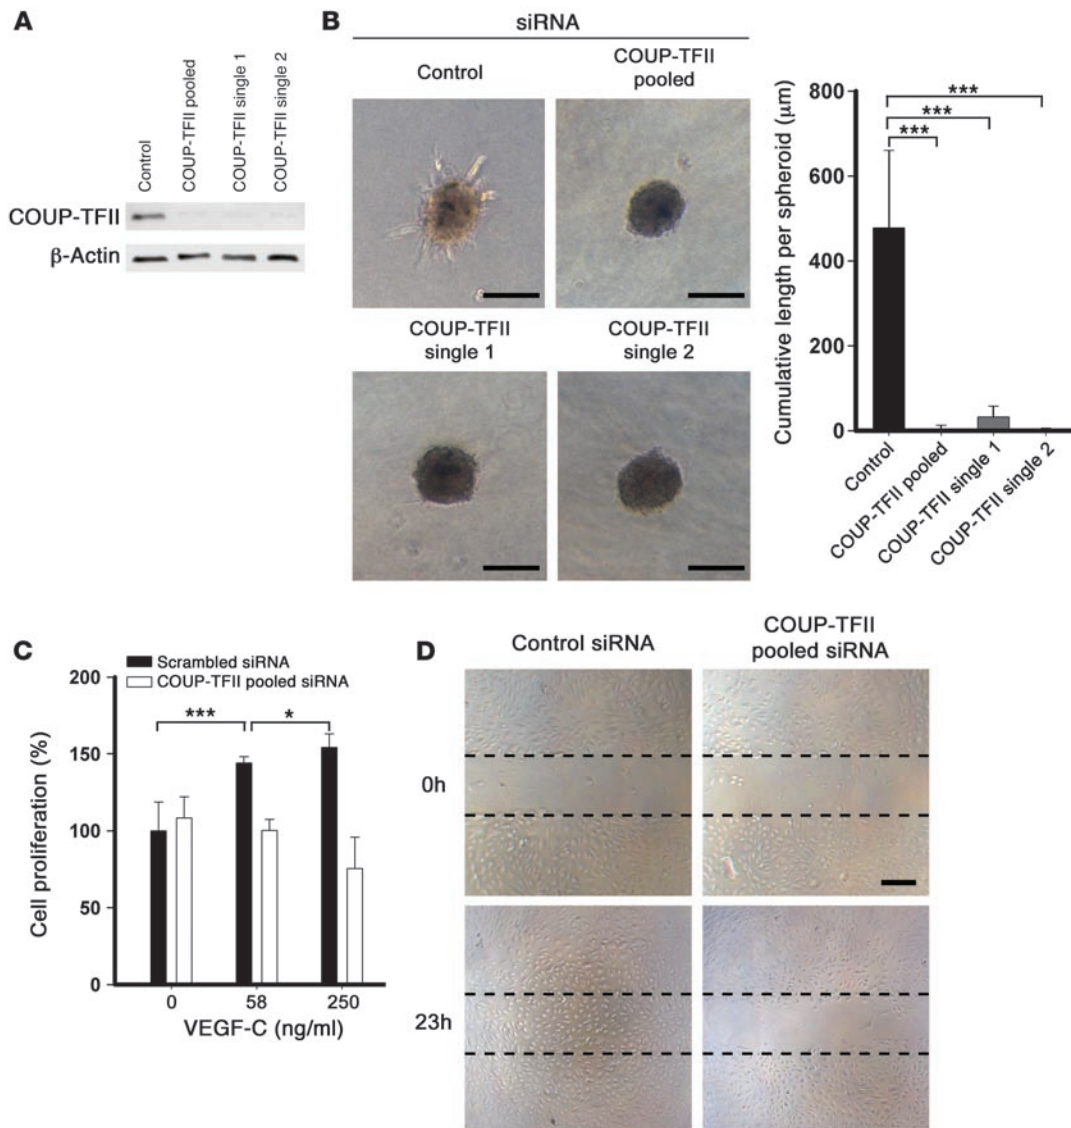 A
Control
COUP-TFII pooled
COUP-TFII single 1
COUP-TFII single 2
COUP-TFII
β-Actin
B
siRNA
Control
COUP-TFII
pooled
COUP-TFII
single 1
COUP-TFII
single 2
Cumulative length per spheroid (μm)
800
600
400
200
0
***
***
***
Control
COUP-TFII pooled
COUP-TFII single 1
COUP-TFII single 2
C
Scrambled siRNA
COUP-TFII pooled siRNA
Cell proliferation (%)
200
150
100
50
0
***
*
0 58 250
VEGF-C (ng/ml)
D
Control siRNA
COUP-TFII
pooled siRNA
0h
23h